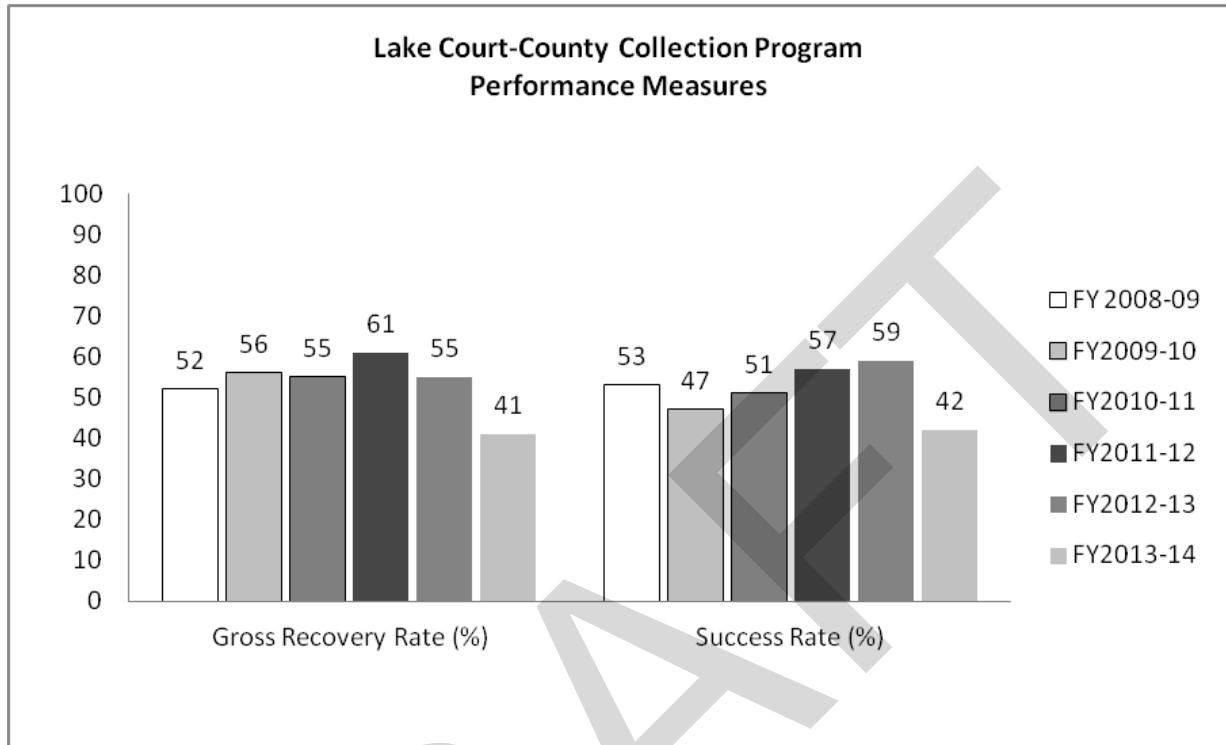 Lake Court-County Collection Program
Performance Measures
100
90
80
70
60
50
40
30
20
10
0
52
56
55
61
55
41
53
47
51
57
59
42
Gross Recovery Rate (%)
Success Rate (%)
FY 2008-09
FY2009-10
FY2010-11
FY2011-12
FY2012-13
FY2013-14
AFT